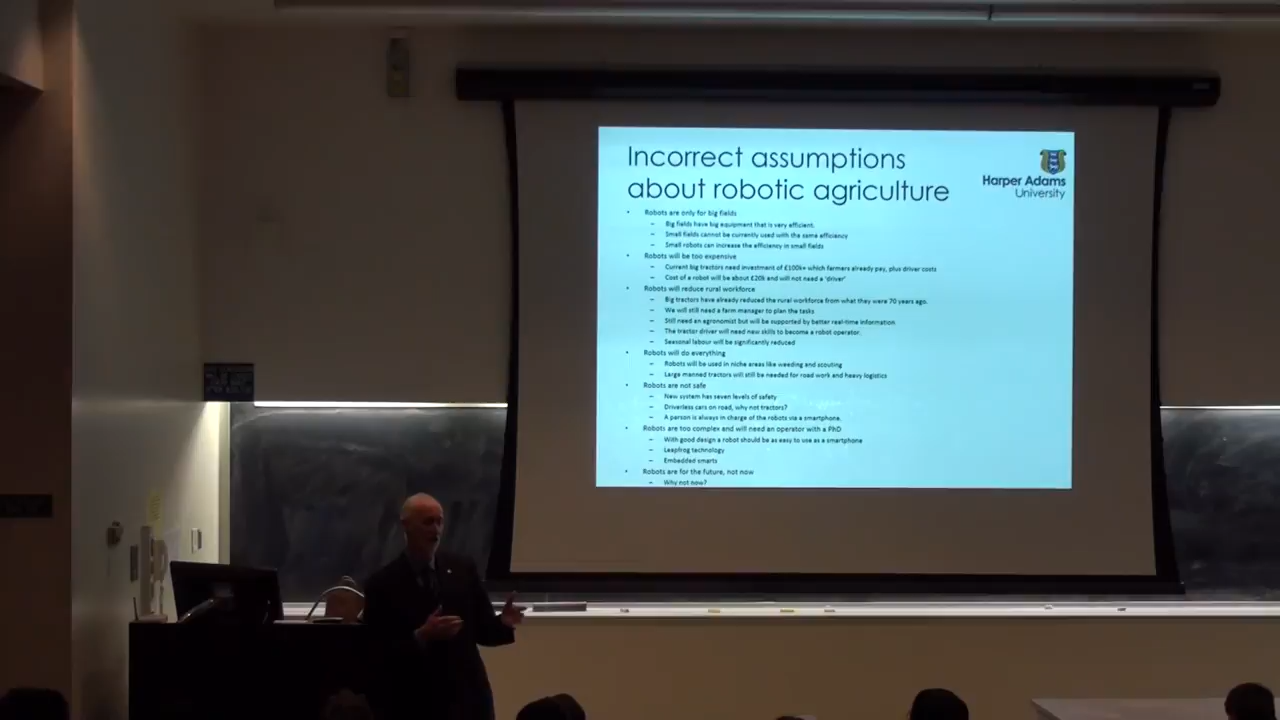 Incorrect assumptions
about robotic agriculture
Harper Adams
University
• Robots are only for big fields
– Big fields have big equipment that is very efficient.
– Small fields cannot be currently used with the same efficiency
– Small robots can increase the efficiency in small fields
• Robots will be too expensive
– Current big tractors need investment of £100k+ which farmers already pay, plus driver costs
– Cost of a robot will be about £20k and will not need a 'driver'
• Robots will reduce rural workforce
– Big tractors have already reduced the rural workforce from what they were 70 years ago.
– We will still need a farm manager to plan the tasks
– Still need an agronomist but will be supported by better real-time information
– The tractor driver will need new skills to become a robot operator.
– Seasonal labour will be significantly reduced
• Robots will do everything
– Robots will be used in niche areas like weeding and scouting
– Large manned tractors will still be needed for road work and heavy logistics
• Robots are not safe
– New system has seven levels of safety
– Driverless cars on road, why not tractors?
– A person is always in charge of the robots via a smartphone.
• Robots are too complex and will need an operator with a PhD
– With good design a robot should be as easy to use as a smartphone
– Leapfrog technology
– Embedded smarts
• Robots are for the future, not now
– Why not now?